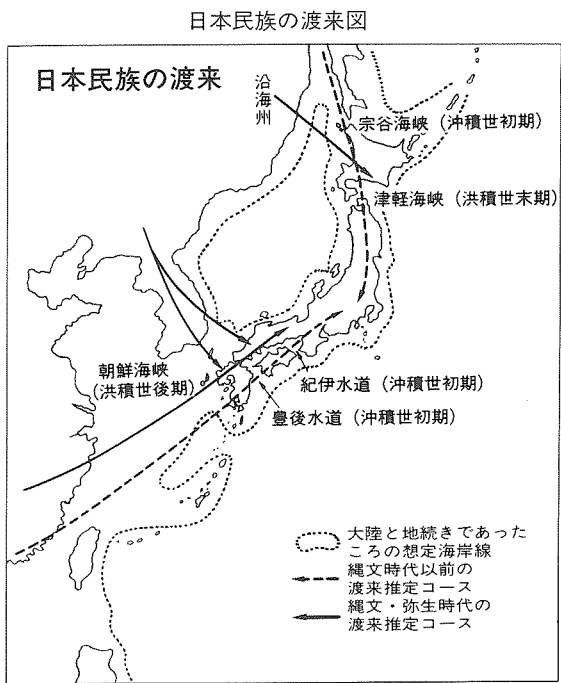 日本民族の渡来図
日本民族の渡来
沿海州
宗谷海峡（沖積世初期）
津軽海峡（洪積世末期）
朝鮮海峡
（洪積世後期）
紀伊水道（沖積世初期）
豊後水道（沖積世初期）
大陸と地続きであった
ころの想定海岸線
縄文時代以前の
渡来推定コース
縄文・弥生時代の
渡来推定コース